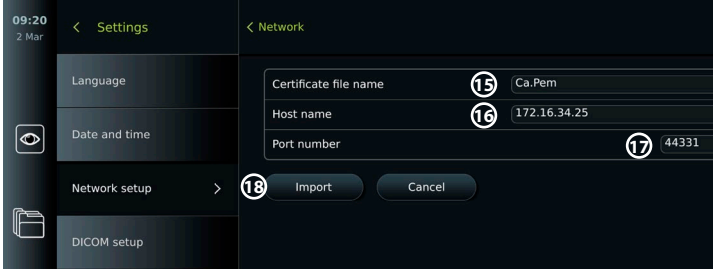 09:20
2 Mar
Settings
Network
Language
Date and time
Network setup
DICOM setup
Certificate file name 15 Ca.Pem
Host name 16 172.16.34.25
Port number 17 44331
18 Import Cancel